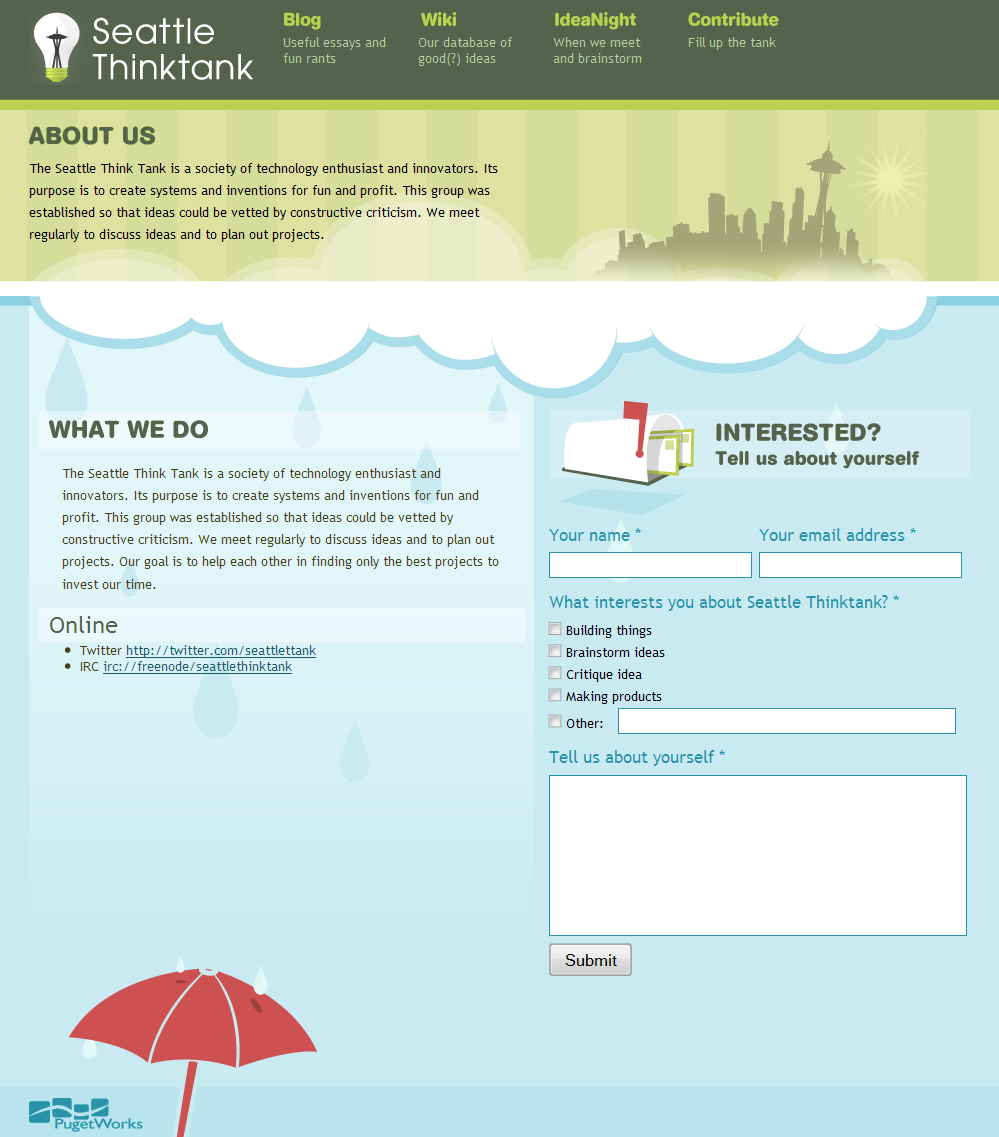 Seattle
Thinktank
Blog
Useful essays and
fun rants
Wiki
Our database of
good(?) ideas
IdeaNight
When we meet
and brainstorm
Contribute
Fill up the tank
ABOUT US
The Seattle Think Tank is a society of technology enthusiast and innovators. Its
purpose is to create systems and inventions for fun and profit. This group was
established so that ideas could be vetted by constructive criticism. We meet
regularly to discuss ideas and to plan out projects.
WHAT WE DO
The Seattle Think Tank is a society of technology enthusiast and
innovators. Its purpose is to create systems and inventions for fun and
profit. This group was established so that ideas could be vetted by
constructive criticism. We meet regularly to discuss ideas and to plan out
projects. Our goal is to help each other in finding only the best projects to
invest our time.
Online
• Twitter http://twitter.com/seattlettank
• IRC irc://freenode/seattlethinktank
INTERESTED?
Tell us about yourself
Your name *
Your email address *
What interests you about Seattle Thinktank? *
Building things
Brainstorm ideas
Critique idea
Making products
Other:
Tell us about yourself *
Submit
PugetWorks